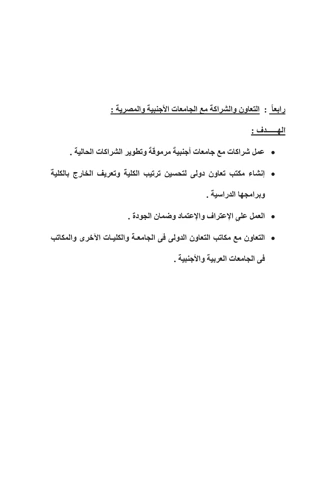 رابعاً : التعاون والشراكة مع الجامعات الأجنبية والمصرية :
الهـــــدف :
• عمل شراكات مع جامعات أجنبية مرموقة وتطوير الشراكات الحالية .
• إنشاء مكتب تعاون دولى لتحسين ترتيب الكلية وتعريف الخارج بالكلية
وبرامجها الدراسية .
• العمل على الإعتراف والإعتماد وضمان الجودة .
• التعاون مع مكاتب التعاون الدولى فى الجامعة والكليات الأخرى والمكاتب
فى الجامعات العربية والأجنبية .